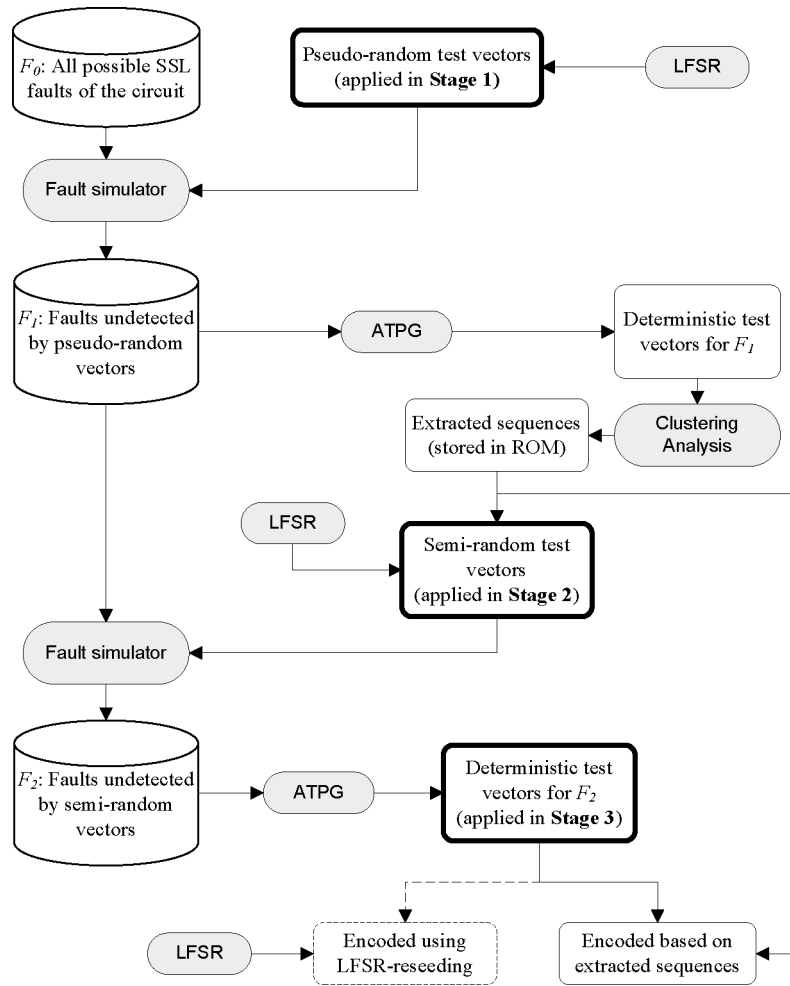 F0: All possible SSL
faults of the circuit
Pseudo-random test vectors
(applied in Stage 1)
LFSR
Fault simulator
F1: Faults undetected
by pseudo-random
vectors
ATPG
Deterministic test
vectors for F1
Extracted sequences
(stored in ROM)
Clustering
Analysis
LFSR
Semi-random test
vectors
(applied in Stage 2)
Fault simulator
F2: Faults undetected
by semi-random
vectors
ATPG
Deterministic test
vectors for F2
(applied in Stage 3)
LFSR
Encoded using
LFSR-reseeding
Encoded based on
extracted sequences